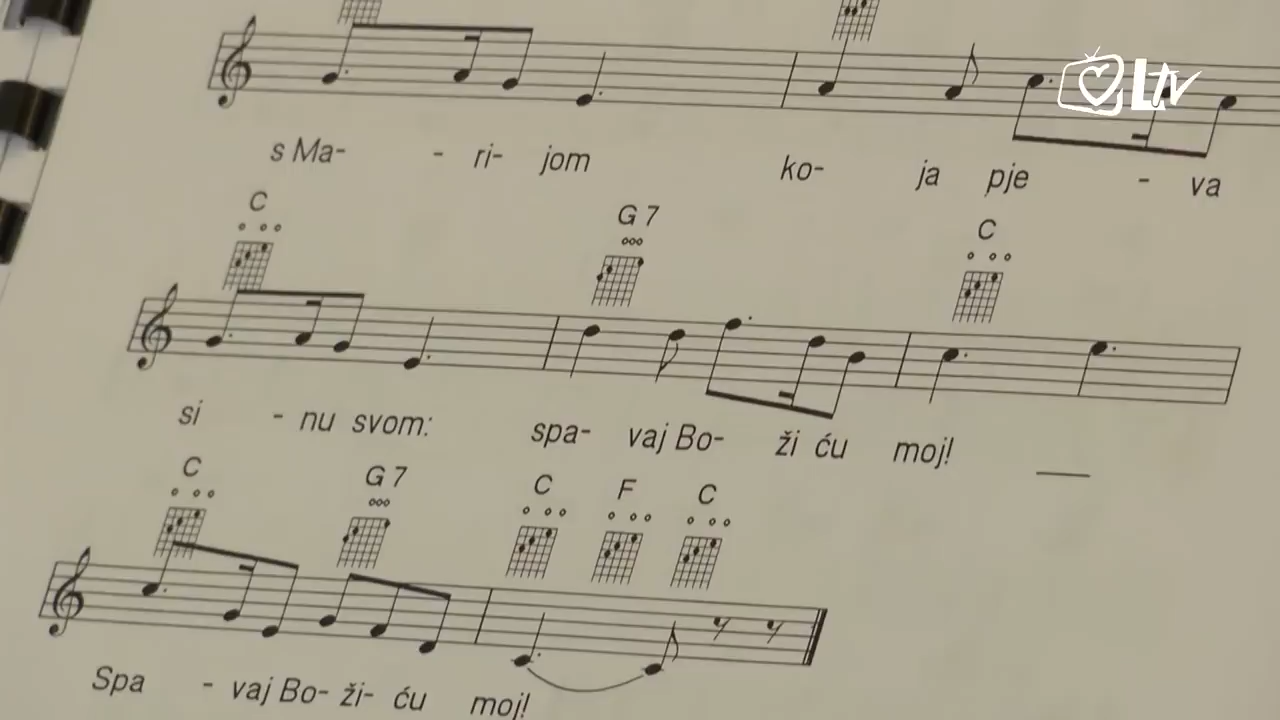 LTV
s Ma- - ri- jom ko- ja pje - va
C G 7 C
si - nu svom: spa- vaj Bo- ži ću moj! __
C G 7 C F C
Spa - vaj Bo- ži- ću moj!